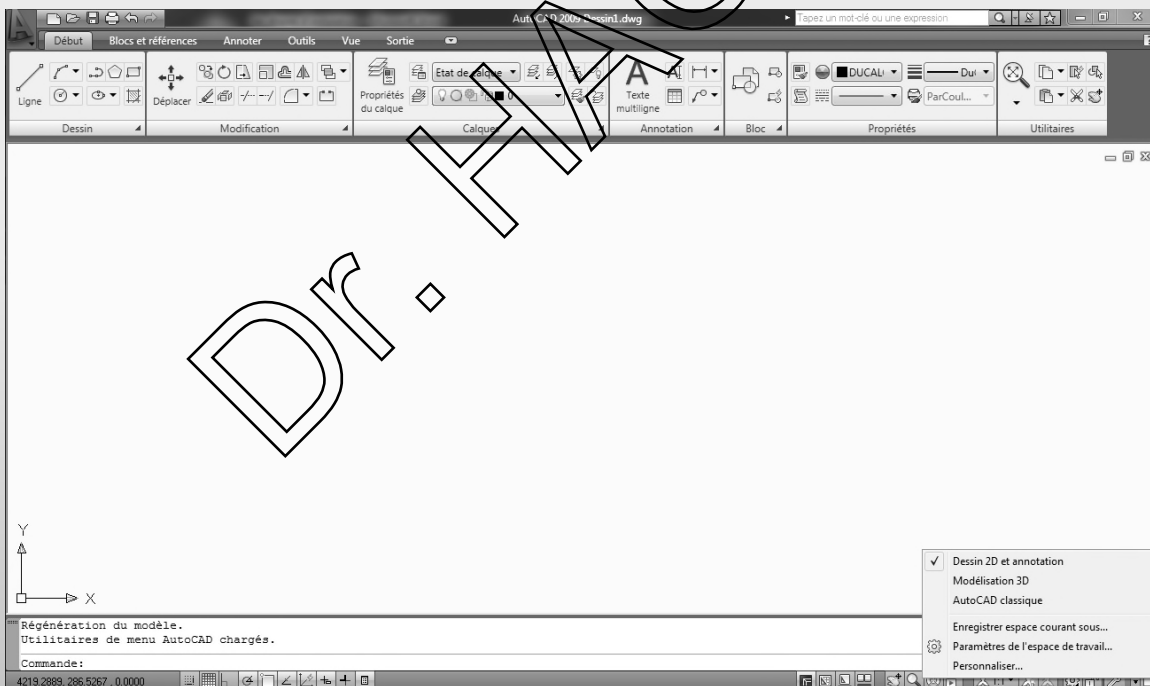 AutoCAD 2009 Dessin1.dwg
Tapez un mot-clé ou une expression
Début Blocs et références Annoter Outils Vue Sortie
Etat de calque
DUCALQ
Ligne Déplacer Propriétés du calque 0 Texte multiligne ParCoul...
Dessin Modification Calques Annotation Bloc Propriétés Utilitaires
Dr. HA
Y
X
Dessin 2D et annotation
Modélisation 3D
AutoCAD classique
Enregistrer espace courant sous...
Paramètres de l'espace de travail...
Personnaliser...
Régénération du modèle.
Utilitaires de menu AutoCAD chargés.
Commande:
4219.2889, 286.5267, 0.0000